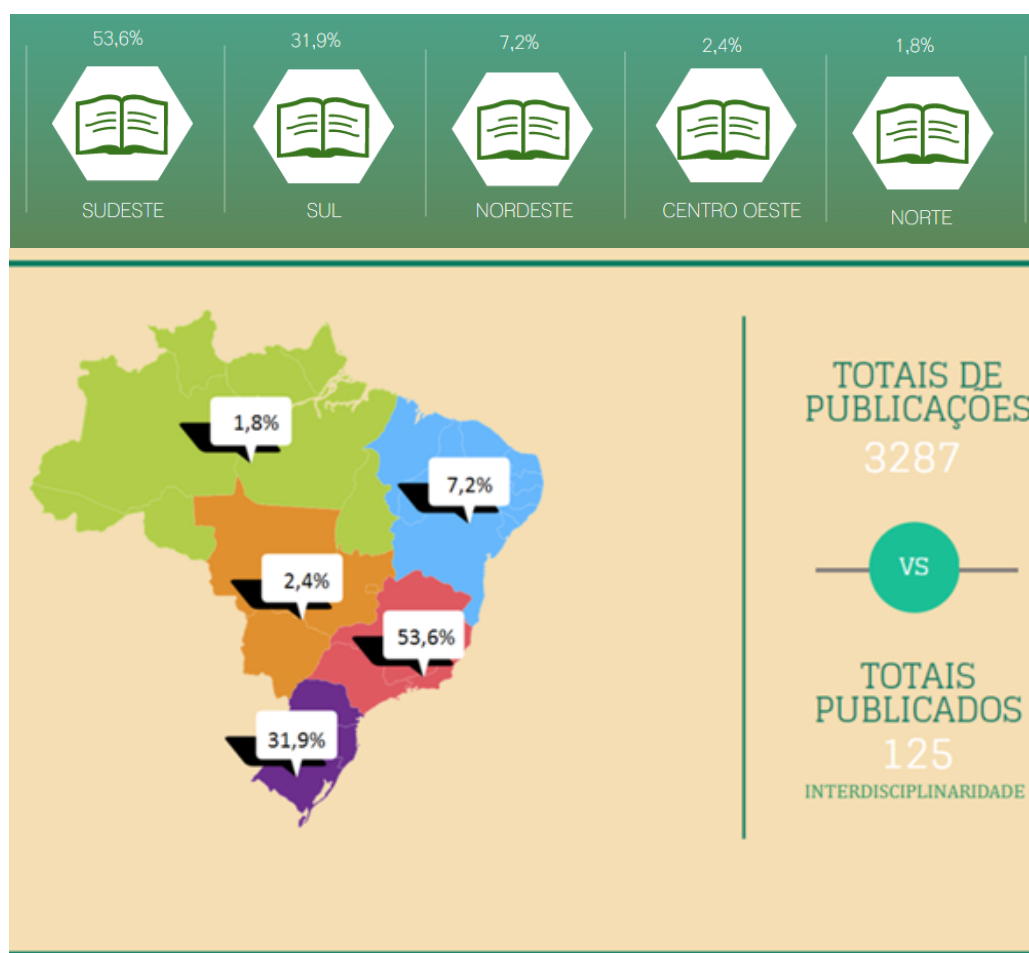 53,6%
31,9%
7,2%
2,4%
1,8%
SUDESTE
SUL
NORDESTE
CENTRO OESTE
NORTE
1,8%
7,2%
2,4%
53,6%
31,9%
TOTAIS DE
PUBLICAÇÕES
3287
VS
TOTAIS
PUBLICADOS
125
INTERDISCIPLINARIDADE